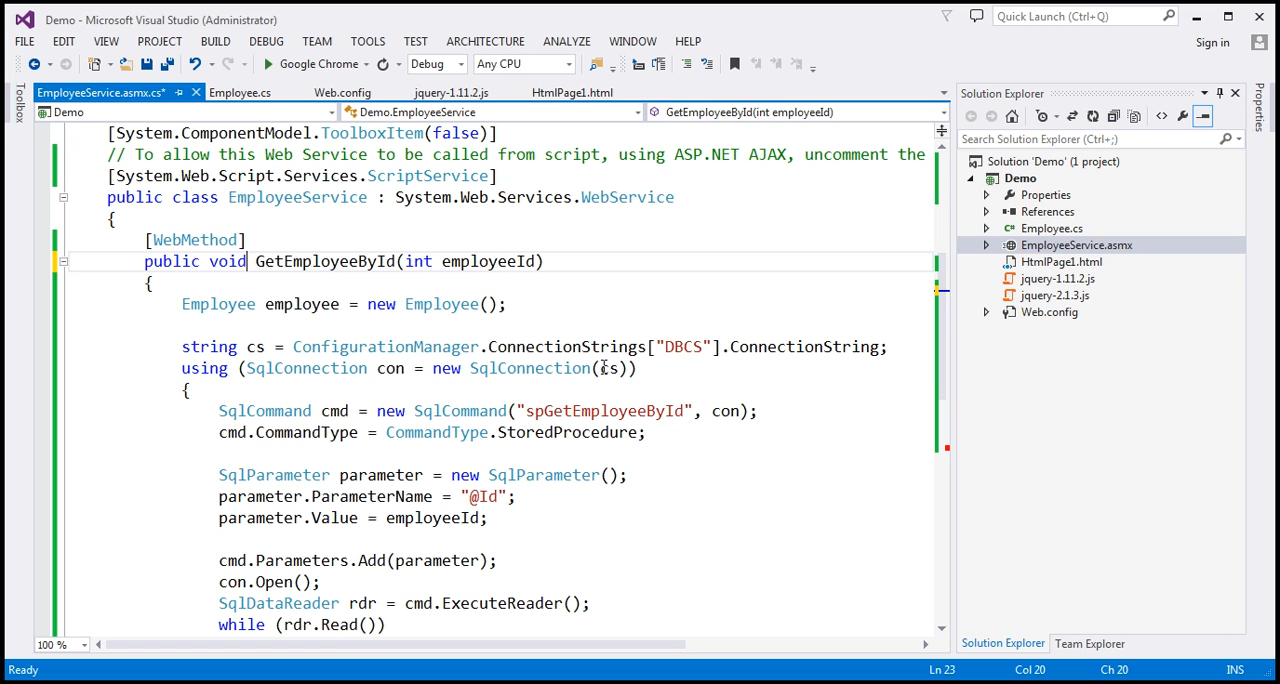 Demo - Microsoft Visual Studio (Administrator)
Quick Launch (Ctrl+Q)
FILE EDIT VIEW PROJECT BUILD DEBUG TEAM TOOLS TEST ARCHITECTURE ANALYZE WINDOW HELP
Sign in
Google Chrome Debug Any CPU
Toolbox
EmployeeService.asmx.cs* Employee.cs Web.config jquery-1.11.2.js HtmlPage1.html
Demo Demo.EmployeeService GetEmployeeById(int employeeId)
[System.ComponentModel.ToolboxItem(false)]
// To allow this Web Service to be called from script, using ASP.NET AJAX, uncomment the
[System.Web.Script.Services.ScriptService]
public class EmployeeService : System.Web.Services.WebService
{
[WebMethod]
public void GetEmployeeById(int employeeId)
{
Employee employee = new Employee();
string cs = ConfigurationManager.ConnectionStrings["DBCS"].ConnectionString;
using (SqlConnection con = new SqlConnection(cs))
{
SqlCommand cmd = new SqlCommand("spGetEmployeeById", con);
cmd.CommandType = CommandType.StoredProcedure;
SqlParameter parameter = new SqlParameter();
parameter.ParameterName = "@Id";
parameter.Value = employeeId;
cmd.Parameters.Add(parameter);
con.Open();
SqlDataReader rdr = cmd.ExecuteReader();
while (rdr.Read())
100 %
Solution Explorer
Search Solution Explorer (Ctrl+;)
Solution 'Demo' (1 project)
Demo
Properties
References
Employee.cs
EmployeeService.asmx
HtmlPage1.html
jquery-1.11.2.js
jquery-2.1.3.js
Web.config
Solution Explorer Team Explorer
Properties
Ready Ln 23 Col 20 Ch 20 INS